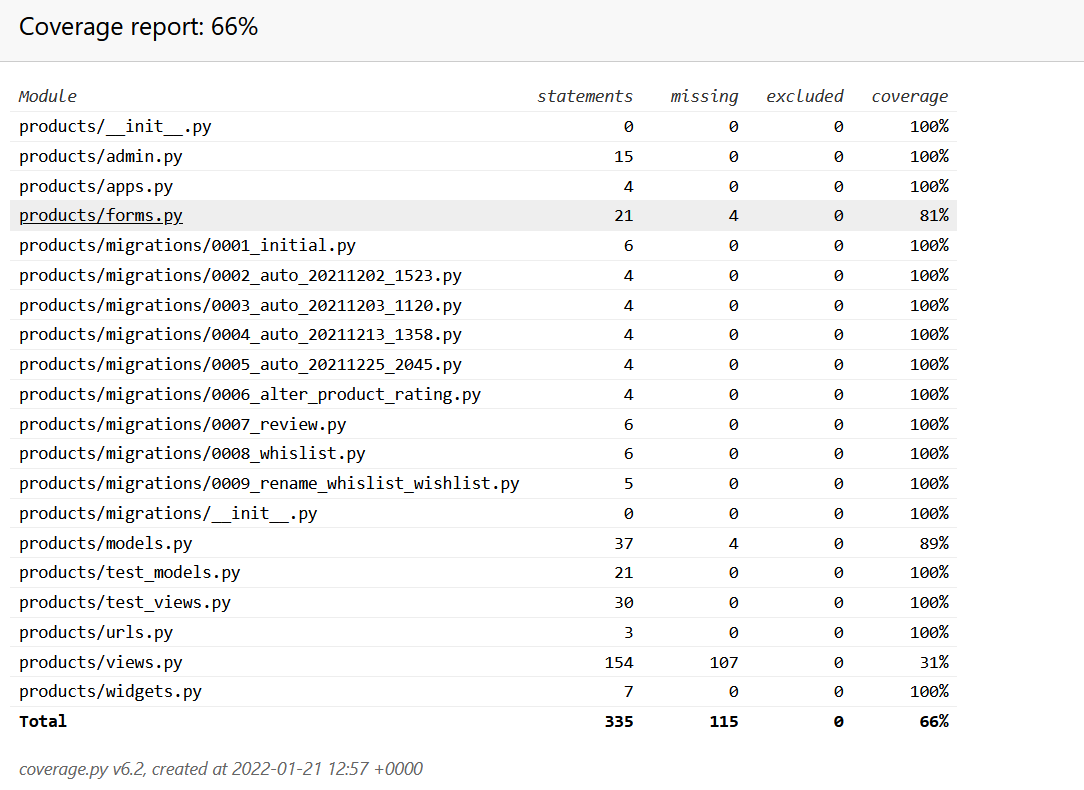 Coverage report: 66%
Module statements missing excluded coverage
products/__init__.py 0 0 0 100%
products/admin.py 15 0 0 100%
products/apps.py 4 0 0 100%
products/forms.py 21 4 0 81%
products/migrations/0001_initial.py 6 0 0 100%
products/migrations/0002_auto_20211202_1523.py 4 0 0 100%
products/migrations/0003_auto_20211203_1120.py 4 0 0 100%
products/migrations/0004_auto_20211213_1358.py 4 0 0 100%
products/migrations/0005_auto_20211225_2045.py 4 0 0 100%
products/migrations/0006_alter_product_rating.py 4 0 0 100%
products/migrations/0007_review.py 6 0 0 100%
products/migrations/0008_whislist.py 6 0 0 100%
products/migrations/0009_rename_whislist_wishlist.py 5 0 0 100%
products/migrations/__init__.py 0 0 0 100%
products/models.py 37 4 0 89%
products/test_models.py 21 0 0 100%
products/test_views.py 30 0 0 100%
products/urls.py 3 0 0 100%
products/views.py 154 107 0 31%
products/widgets.py 7 0 0 100%
Total 335 115 0 66%
coverage.py v6.2, created at 2022-01-21 12:57 +0000